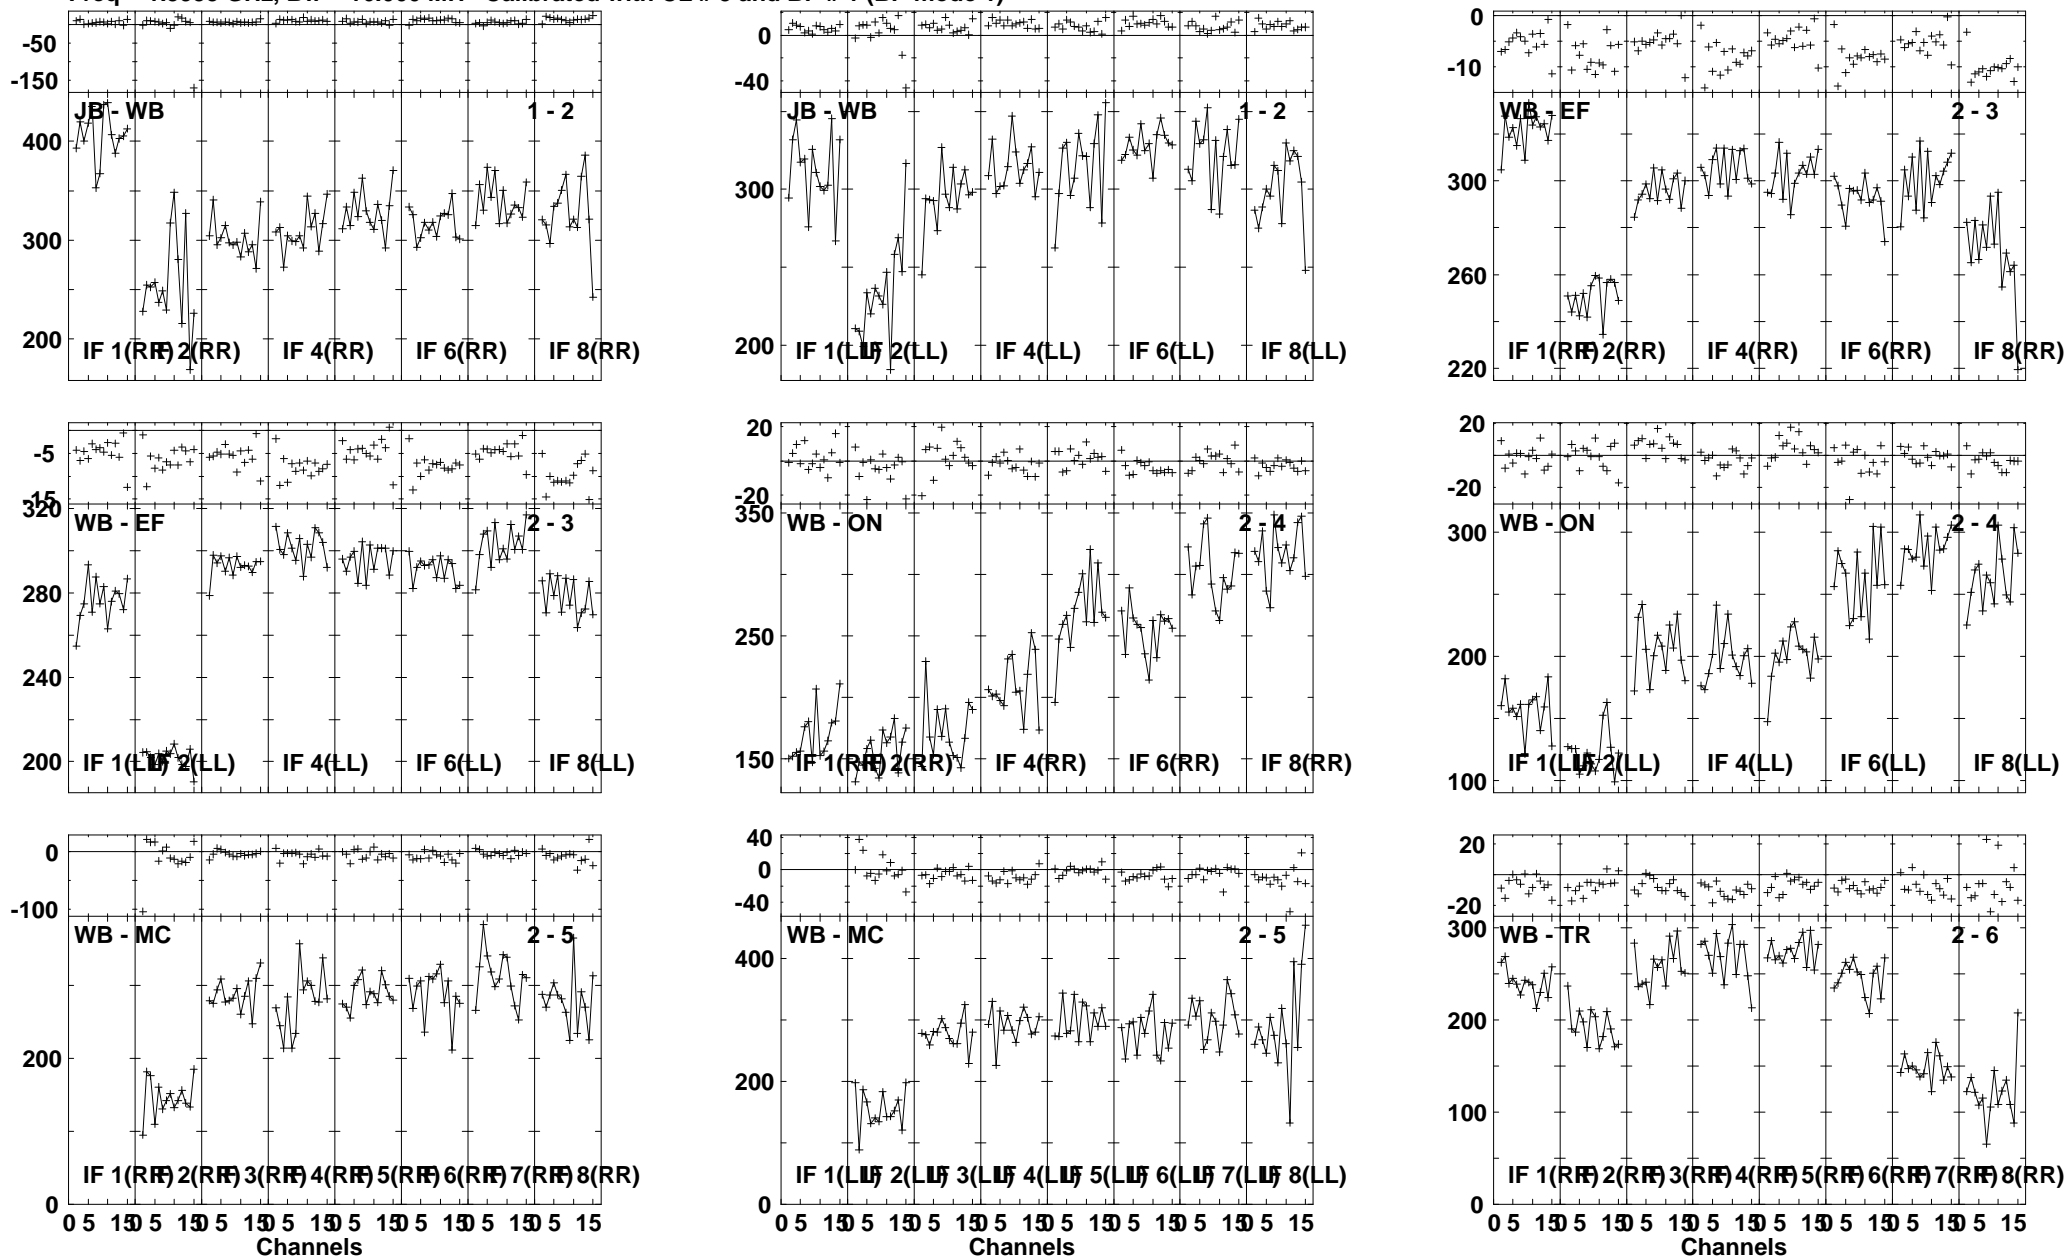 -50
-150
JB - WB 1 - 2
400
300
200
IF 1(RR) IF 2(RR) IF 4(RR) IF 6(RR) IF 8(RR)
0
-40
JB - WB 1 - 2
300
200
IF 1(LL) IF 2(LL) IF 4(LL) IF 6(LL) IF 8(LL)
0
-10
WB - EF 2 - 3
300
260
220
IF 1(RR) IF 2(RR) IF 4(RR) IF 6(RR) IF 8(RR)
-5
-15
320
WB - EF 2 - 3
280
240
200
IF 1(LL) IF 2(LL) IF 4(LL) IF 6(LL) IF 8(LL)
20
0
-20
350
WB - ON 2 - 4
250
150
IF 1(RR) IF 2(RR) IF 4(RR) IF 6(RR) IF 8(RR)
20
0
-20
WB - ON 2 - 4
300
200
100
IF 1(LL) IF 2(LL) IF 4(LL) IF 6(LL) IF 8(LL)
0
-100
WB - MC 2 - 5
200
0
IF 1(RR) IF 2(RR) IF 3(RR) IF 4(RR) IF 5(RR) IF 6(RR) IF 7(RR) IF 8(RR)
0 5 15 0 5 15 0 5 15 0 5 15 0 5 15 0 5 15 0 5 15 0 5 15
Channels
40
0
-40
WB - MC 2 - 5
400
200
0
IF 1(LL) IF 2(LL) IF 3(LL) IF 4(LL) IF 5(LL) IF 6(LL) IF 7(LL) IF 8(LL)
0 5 15 0 5 15 0 5 15 0 5 15 0 5 15 0 5 15 0 5 15 0 5 15
Channels
20
0
-20
300
WB - TR 2 - 6
200
100
0
IF 1(RR) IF 2(RR) IF 3(RR) IF 4(RR) IF 5(RR) IF 6(RR) IF 7(RR) IF 8(RR)
0 5 15 0 5 15 0 5 15 0 5 15 0 5 15 0 5 15 0 5 15 0 5 15
Channels